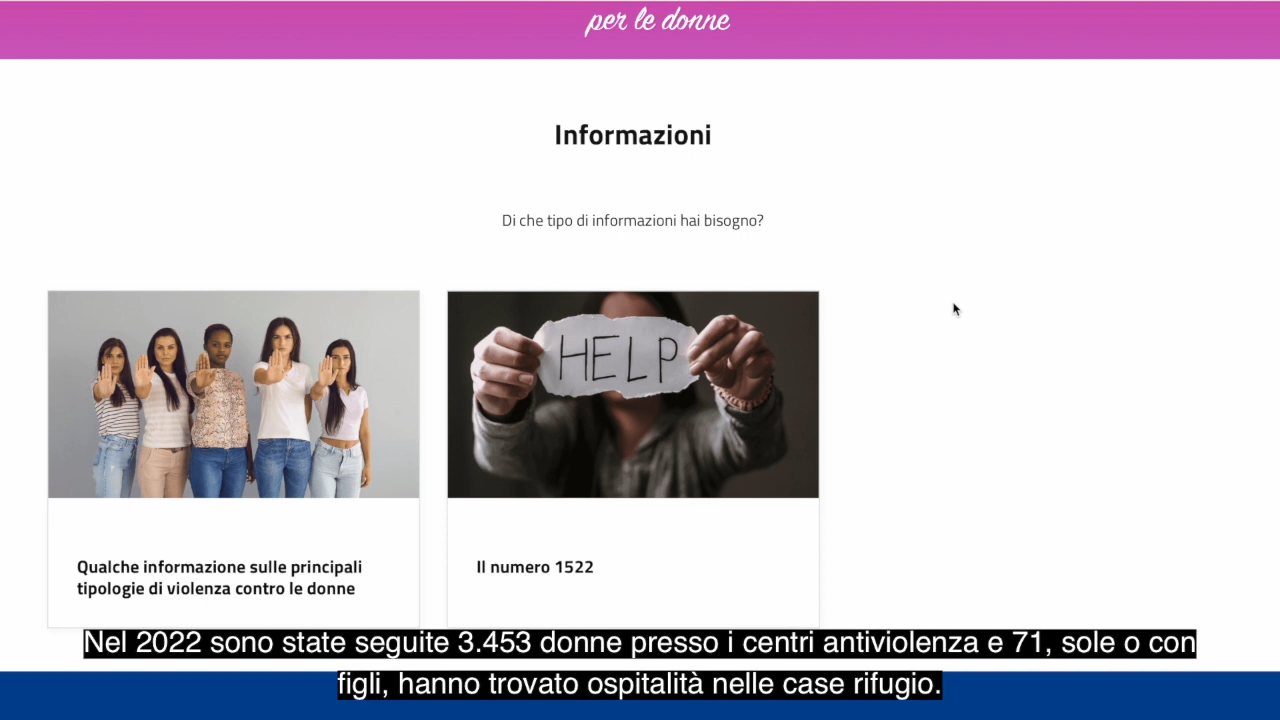 per le donne
Informazioni
Di che tipo di informazioni hai bisogno?
HELP
Qualche informazione sulle principali
tipologie di violenza contro le donne
Il numero 1522
Nel 2022 sono state seguite 3.453 donne presso i centri antiviolenza e 71, sole o con
figli, hanno trovato ospitalità nelle case rifugio.